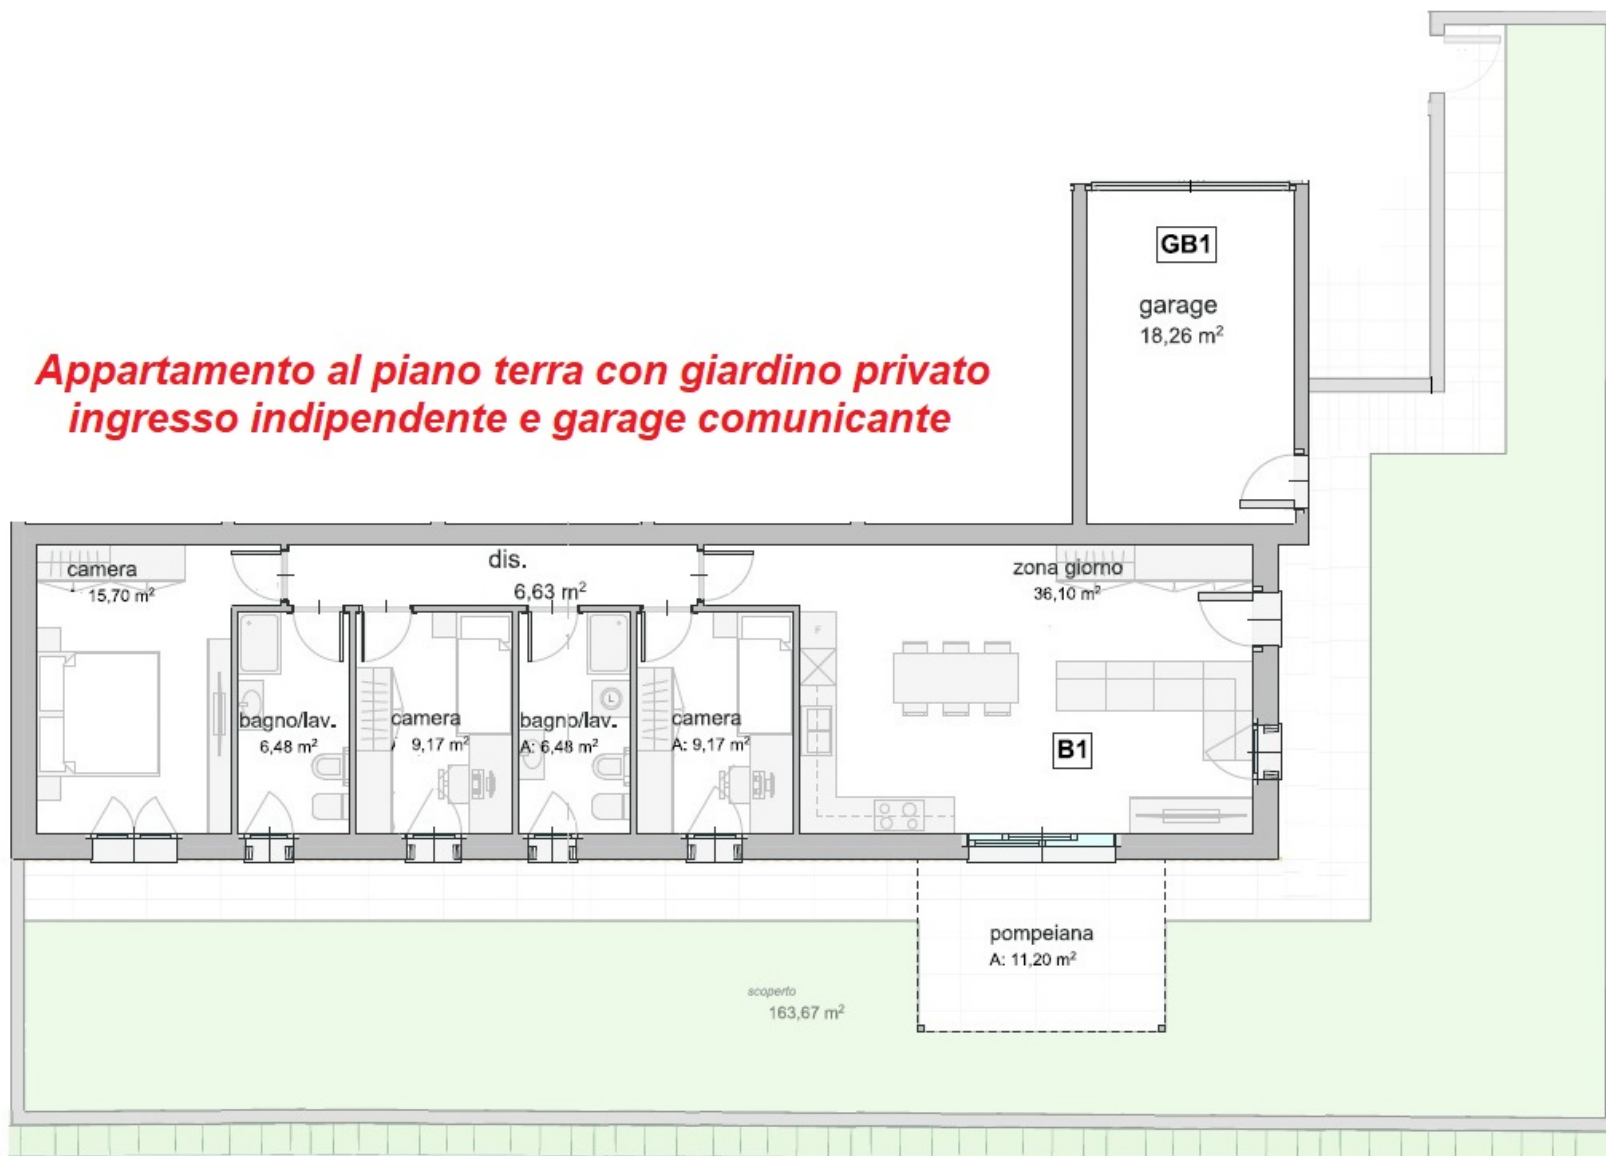 GB1
garage
18,26 m²
Appartamento al piano terra con giardino privato
ingresso indipendente e garage comunicante
camera
15,70 m²
dis.
6,63 m²
zona giorno
36,10 m²
F
bagno/lav.
6,48 m²
camera
9,17 m²
L
bagno/lav.
A: 6,48 m²
camera
A: 9,17 m²
B1
pompeiana
A: 11,20 m²
scoperto
163,67 m²